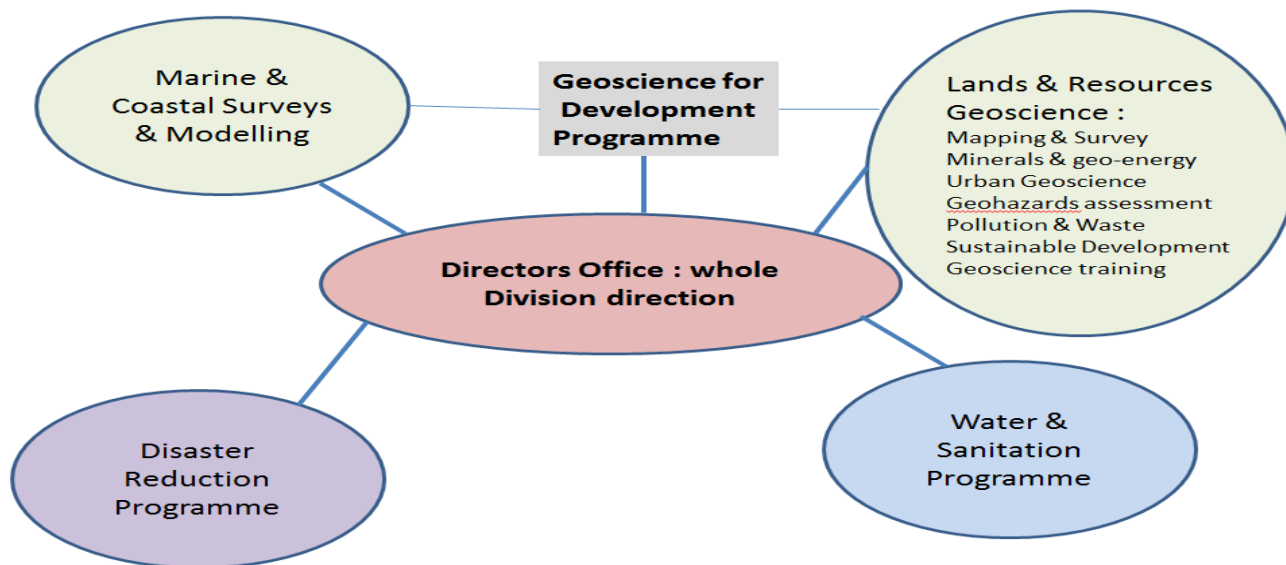 Marine &
Coastal Surveys
& Modelling
Geoscience for
Development
Programme
Lands & Resources
Geoscience :
Mapping & Survey
Minerals & geo-energy
Urban Geoscience
Geohazards assessment
Pollution & Waste
Sustainable Development
Geoscience training
Directors Office : whole
Division direction
Disaster
Reduction
Programme
Water &
Sanitation
Programme